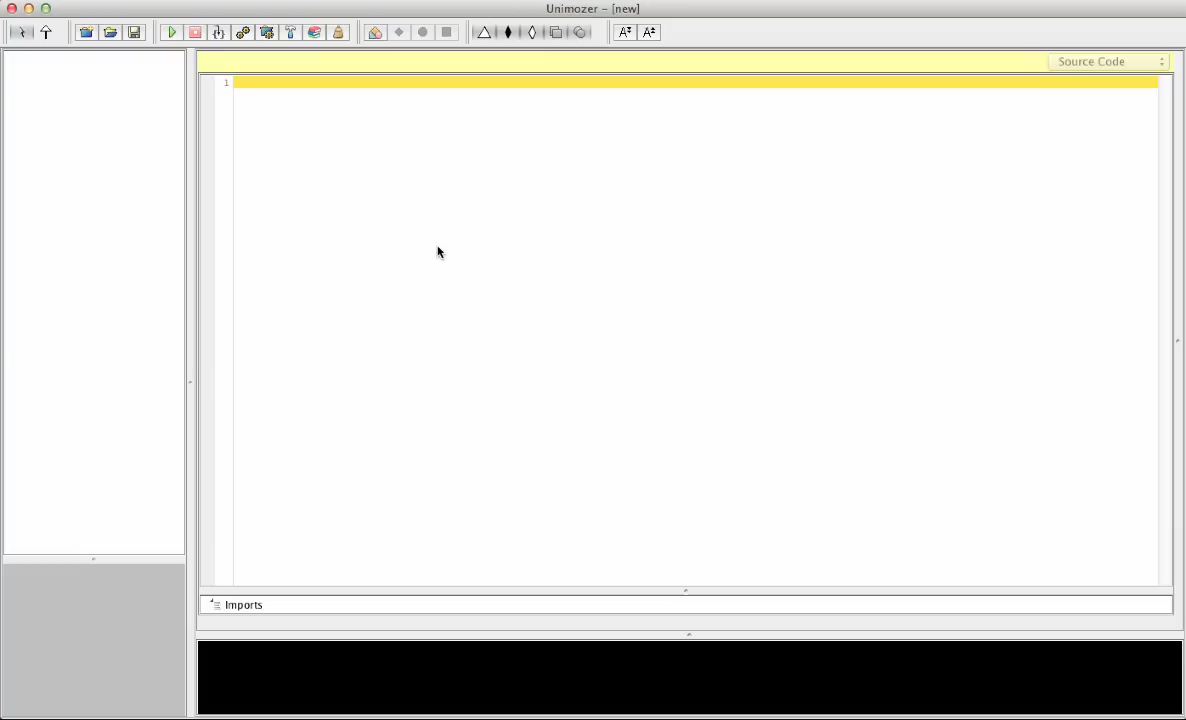 Unimozer – [new]
Source Code
1
Imports